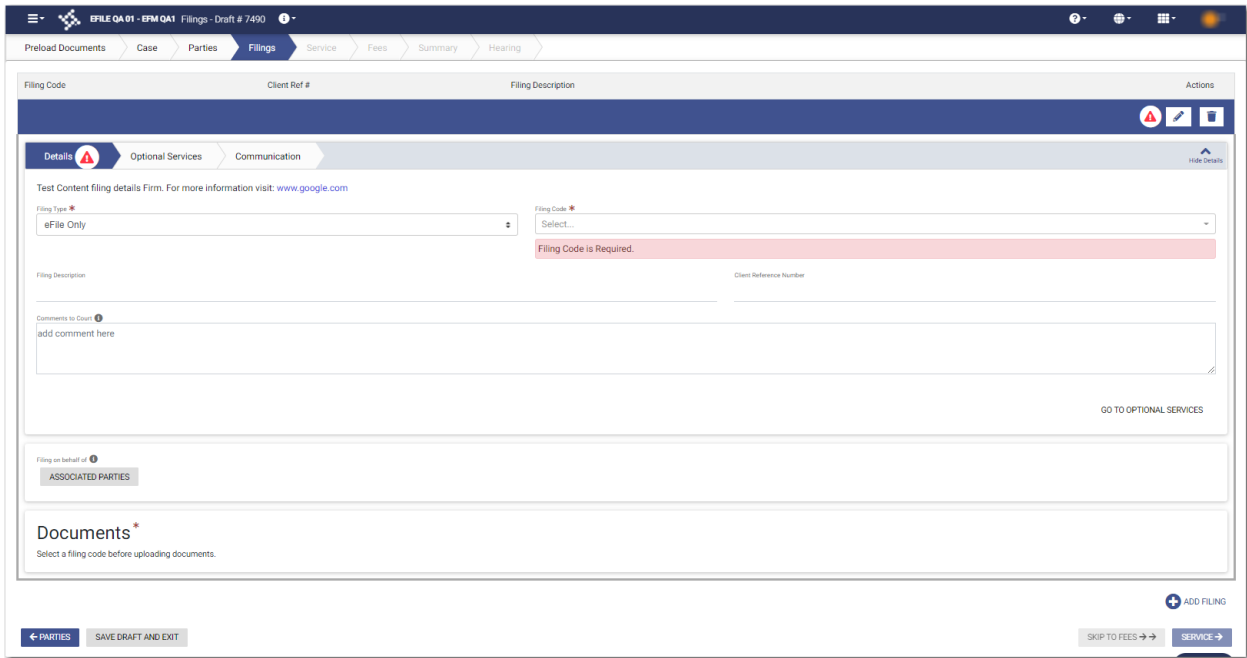 EFILE QA 01 - EFM QA1 Filings - Draft # 7490
Preload Documents Case Parties Filings Service Fees Summary Hearing
Filing Code Client Ref # Filing Description Actions
Details Optional Services Communication Hide Details
Test Content filing details Firm. For more information visit: www.google.com
Filing Type * Filing Code *
eFile Only Select...
Filing Code is Required.
Filing Description Client Reference Number
Comments to Court
add comment here
GO TO OPTIONAL SERVICES
Filing on behalf of
ASSOCIATED PARTIES
Documents *
Select a filing code before uploading documents.
ADD FILING
PARTIES SAVE DRAFT AND EXIT SKIP TO FEES SERVICE